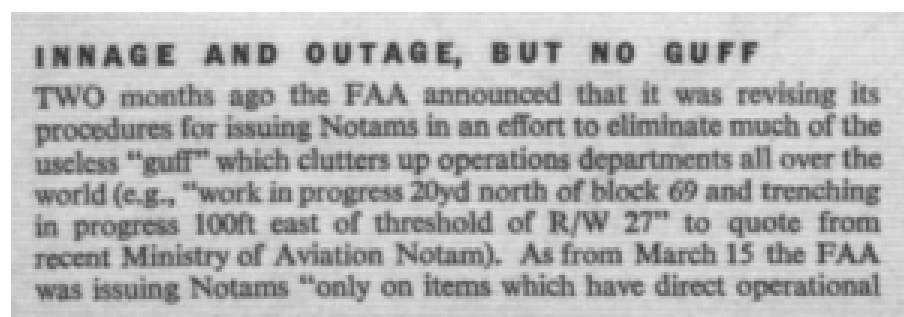 INNAGE AND OUTAGE, BUT NO GUFF
TWO months ago the FAA announced that it was revising its
procedures for issuing Notams in an effort to eliminate much of the
useless “guff” which clutters up operations departments all over the
world (e.g., “work in progress 20yd north of block 69 and trenching
in progress 100ft east of threshold of R/W 27” to quote from
recent Ministry of Aviation Notam). As from March 15 the FAA
was issuing Notams “only on items which have direct operational